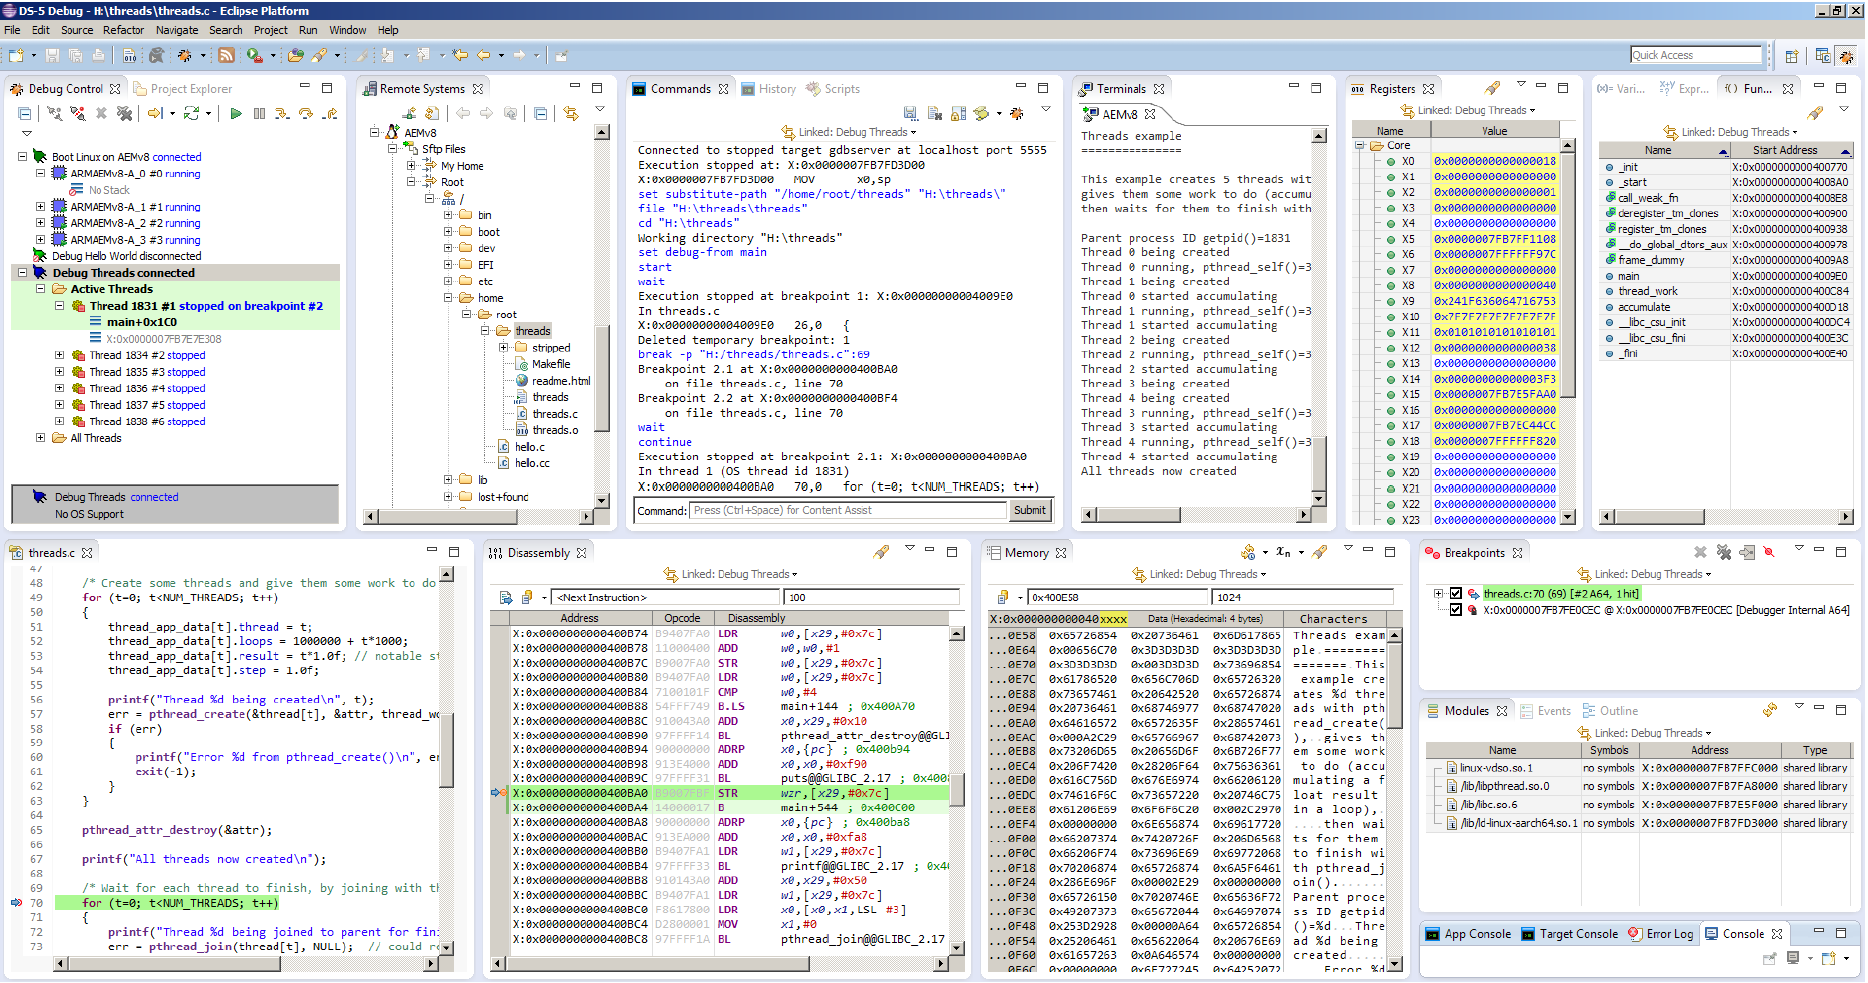 DS-5 Debug - H:\threads\threads.c - Eclipse Platform
File Edit Source Refactor Navigate Search Project Run Window Help
Quick Access
Debug Control Project Explorer
Boot Linux on AEMv8 connected
ARMAEMv8-A_0 #0 running
No Stack
ARMAEMv8-A_1 #1 running
ARMAEMv8-A_2 #2 running
ARMAEMv8-A_3 #3 running
Debug Hello World disconnected
Debug Threads connected
Active Threads
Thread 1831 #1 stopped on breakpoint #2
main+0x1C0
X:0x0000007FB7E7E308
Thread 1834 #2 stopped
Thread 1835 #3 stopped
Thread 1836 #4 stopped
Thread 1837 #5 stopped
Thread 1838 #6 stopped
All Threads
Debug Threads connected
No OS Support
Remote Systems
AEMv8
Sftp Files
My Home
Root
/
bin
boot
dev
EFI
etc
home
root
threads
stripped
Makefile
readme.html
threads
threads.c
threads.o
hello.c
hello.cc
lib
lost+found
Commands History Scripts
Linked: Debug Threads
Connected to stopped target gdbserver at localhost port 5555
Execution stopped at: X:0x0000007FB7FD3D00
X:0x0000007FB7FD3D00 MOV x0,sp
set substitute-path "/home/root/threads" "H:\threads\"
file "H:\threads\threads"
cd "H:\threads"
Working directory "H:\threads"
set debug-from main
start
wait
Execution stopped at breakpoint 1: X:0x00000000004009E0
In threads.c
X:0x00000000004009E0 26,0 {
Deleted temporary breakpoint: 1
break -p "H:/threads/threads.c":69
Breakpoint 2.1 at X:0x0000000000400BA0
on file threads.c, line 70
Breakpoint 2.2 at X:0x0000000000400BF4
on file threads.c, line 70
wait
continue
Execution stopped at breakpoint 2.1: X:0x0000000000400BA0
In thread 1 (OS thread id 1831)
X:0x0000000000400BA0 70,0 for (t=0; t<NUM_THREADS; t++)
Command: Press (Ctrl+Space) for Content Assist Submit
Terminals
AEMv8
Threads example
===============
This example creates 5 threads wit
gives them some work to do (accumu
then waits for them to finish with
Parent process ID getpid()=1831
Thread 0 being created
Thread 0 running, pthread_self()=3
Thread 1 being created
Thread 0 started accumulating
Thread 1 running, pthread_self()=3
Thread 1 started accumulating
Thread 2 being created
Thread 2 running, pthread_self()=3
Thread 2 started accumulating
Thread 3 being created
Thread 4 being created
Thread 3 running, pthread_self()=3
Thread 3 started accumulating
Thread 4 running, pthread_self()=3
Thread 4 started accumulating
All threads now created
Registers
Linked: Debug Threads
Name Value
Core
X0 0x0000000000000018
X1 0x0000000000000000
X2 0x0000000000000001
X3 0x0000000000000000
X4 0x0000000000000000
X5 0x0000007FB7FF1108
X6 0x0000007FFFFFF97C
X7 0x0000000000000000
X8 0x0000000000000040
X9 0x241F636064716753
X10 0x7F7F7F7F7F7F7F7F
X11 0x0101010101010101
X12 0x0000000000000038
X13 0x0000000000000000
X14 0x00000000000003F3
X15 0x0000007FB7E5FAA0
X16 0x0000000000000000
X17 0x0000007FB7EC44CC
X18 0x0000007FFFFFF820
X19 0x0000000000000000
X20 0x0000000000000000
X21 0x0000000000000000
X22 0x0000000000000000
X23 0x0000000000000000
Vari... Expr... Fun...
Linked: Debug Threads
Name Start Address
_init X:0x0000000000400770
_start X:0x00000000004008A0
call_weak_fn X:0x00000000004008E8
deregister_tm_clones X:0x0000000000400900
register_tm_clones X:0x0000000000400938
__do_global_dtors_aux X:0x0000000000400978
frame_dummy X:0x00000000004009A8
main X:0x00000000004009E0
thread_work X:0x0000000000400C84
accumulate X:0x0000000000400D18
__libc_csu_init X:0x0000000000400DC4
__libc_csu_fini X:0x0000000000400E3C
_fini X:0x0000000000400E40
threads.c
47
48 /* Create some threads and give them some work to do
49 for (t=0; t<NUM_THREADS; t++)
50 {
51 thread_app_data[t].thread = t;
52 thread_app_data[t].loops = 1000000 + t*1000;
53 thread_app_data[t].result = t*1.0f; // notable st
54 thread_app_data[t].step = 1.0f;
55
56 printf("Thread %d being created\n", t);
57 err = pthread_create(&thread[t], &attr, thread_wo
58 if (err)
59 {
60 printf("Error %d from pthread_create()\n", er
61 exit(-1);
62 }
63 }
64
65 pthread_attr_destroy(&attr);
66
67 printf("All threads now created\n");
68
69 /* Wait for each thread to finish, by joining with th
70 for (t=0; t<NUM_THREADS; t++)
71 {
72 printf("Thread %d being joined to parent for fini
73 err = pthread_join(thread[t], NULL); // could re
Disassembly
Linked: Debug Threads
<Next Instruction> 100
Address Opcode Disassembly
X:0x0000000000400B74 B9407FA0 LDR w0,[x29,#0x7c]
X:0x0000000000400B78 11000400 ADD w0,w0,#1
X:0x0000000000400B7C B9007FA0 STR w0,[x29,#0x7c]
X:0x0000000000400B80 B9407FA0 LDR w0,[x29,#0x7c]
X:0x0000000000400B84 7100101F CMP w0,#4
X:0x0000000000400B88 54FFF749 B.LS main+144 ; 0x400A70
X:0x0000000000400B8C 910043A0 ADD x0,x29,#0x10
X:0x0000000000400B90 97FFFF14 BL pthread_attr_destroy@@GLI
X:0x0000000000400B94 90000000 ADRP x0,{pc} ; 0x400b94
X:0x0000000000400B98 913E4000 ADD x0,x0,#0xf90
X:0x0000000000400B9C 97FFFF31 BL puts@@GLIBC_2.17 ; 0x400
X:0x0000000000400BA0 B9007FBF STR wzr,[x29,#0x7c]
X:0x0000000000400BA4 14000017 B main+544 ; 0x400C00
X:0x0000000000400BA8 90000000 ADRP x0,{pc} ; 0x400ba8
X:0x0000000000400BAC 913EA000 ADD x0,x0,#0xfa8
X:0x0000000000400BB0 B9407FA1 LDR w1,[x29,#0x7c]
X:0x0000000000400BB4 97FFFF33 BL printf@@GLIBC_2.17 ; 0x4
X:0x0000000000400BB8 910143A0 ADD x0,x29,#0x50
X:0x0000000000400BBC B9407FA1 LDR w1,[x29,#0x7c]
X:0x0000000000400BC0 F8617800 LDR x0,[x0,x1,LSL #3]
X:0x0000000000400BC4 D2800001 MOV x1,#0
X:0x0000000000400BC8 97FFFF1A BL pthread_join@@GLIBC_2.17
Memory
Linked: Debug Threads
0x400E58 1024
X:0x000000000040xxxx Data (Hexadecimal: 4 bytes) Characters
...0E58 0x65726854 0x20736461 0x6D617865 Threads exam
...0E64 0x00656C70 0x3D3D3D3D 0x3D3D3D3D ple.========
...0E70 0x3D3D3D3D 0x003D3D3D 0x73696854 =======.This
...0E7C 0x61786520 0x656C706D 0x65726320 example cre
...0E88 0x73657461 0x20642520 0x65726874 ates %d thre
...0E94 0x20736461 0x68746977 0x68747020 ads with pth
...0EA0 0x64616572 0x6572635F 0x28657461 read_create(
...0EAC 0x000A2C29 0x65766967 0x68742073 ),..gives th
...0EB8 0x73206D65 0x20656D6F 0x6B726F77 em some work
...0EC4 0x206F7420 0x28206F64 0x75636361 to do (accu
...0ED0 0x616C756D 0x676E6974 0x66206120 mulating a f
...0EDC 0x74616F6C 0x73657220 0x20746C75 loat result
...0EE8 0x61206E69 0x6F6F6C20 0x002C2970 in a loop),.
...0EF4 0x00000000 0x6E656874 0x69617720 ....then wai
...0F00 0x66207374 0x7420726F 0x206D6568 ts for them
...0F0C 0x66206F74 0x73696E69 0x69772068 to finish wi
...0F18 0x70206874 0x65726874 0x6A5F6461 th pthread_j
...0F24 0x286E696F 0x00002E29 0x00000000 oin().......
...0F30 0x65726150 0x7020746E 0x65636F72 Parent proce
...0F3C 0x49207373 0x65672044 0x64697074 ss ID getpid
...0F48 0x253D2928 0x00000A64 0x65726854 ()=%d...Thre
...0F54 0x25206461 0x65622064 0x20676E69 ad %d being
...0F60 0x61657263 0x0A646574 0x00000000 created.....
...0F6C 0x00000000 0x6F727245 0x64252072 ....Error %d
Breakpoints
Linked: Debug Threads
threads.c:70 (69) [#2 A64, 1 hit]
X:0x0000007FB7FE0CEC @ X:0x0000007FB7FE0CEC [Debugger Internal A64]
Modules Events Outline
Linked: Debug Threads
Name Symbols Address Type
linux-vdso.so.1 no symbols X:0x0000007FB7FFC000 shared library
/lib/libpthread.so.0 no symbols X:0x0000007FB7FA8000 shared library
/lib/libc.so.6 no symbols X:0x0000007FB7E5F000 shared library
/lib/ld-linux-aarch64.so.1 no symbols X:0x0000007FB7FD3000 shared library
App Console Target Console Error Log Console